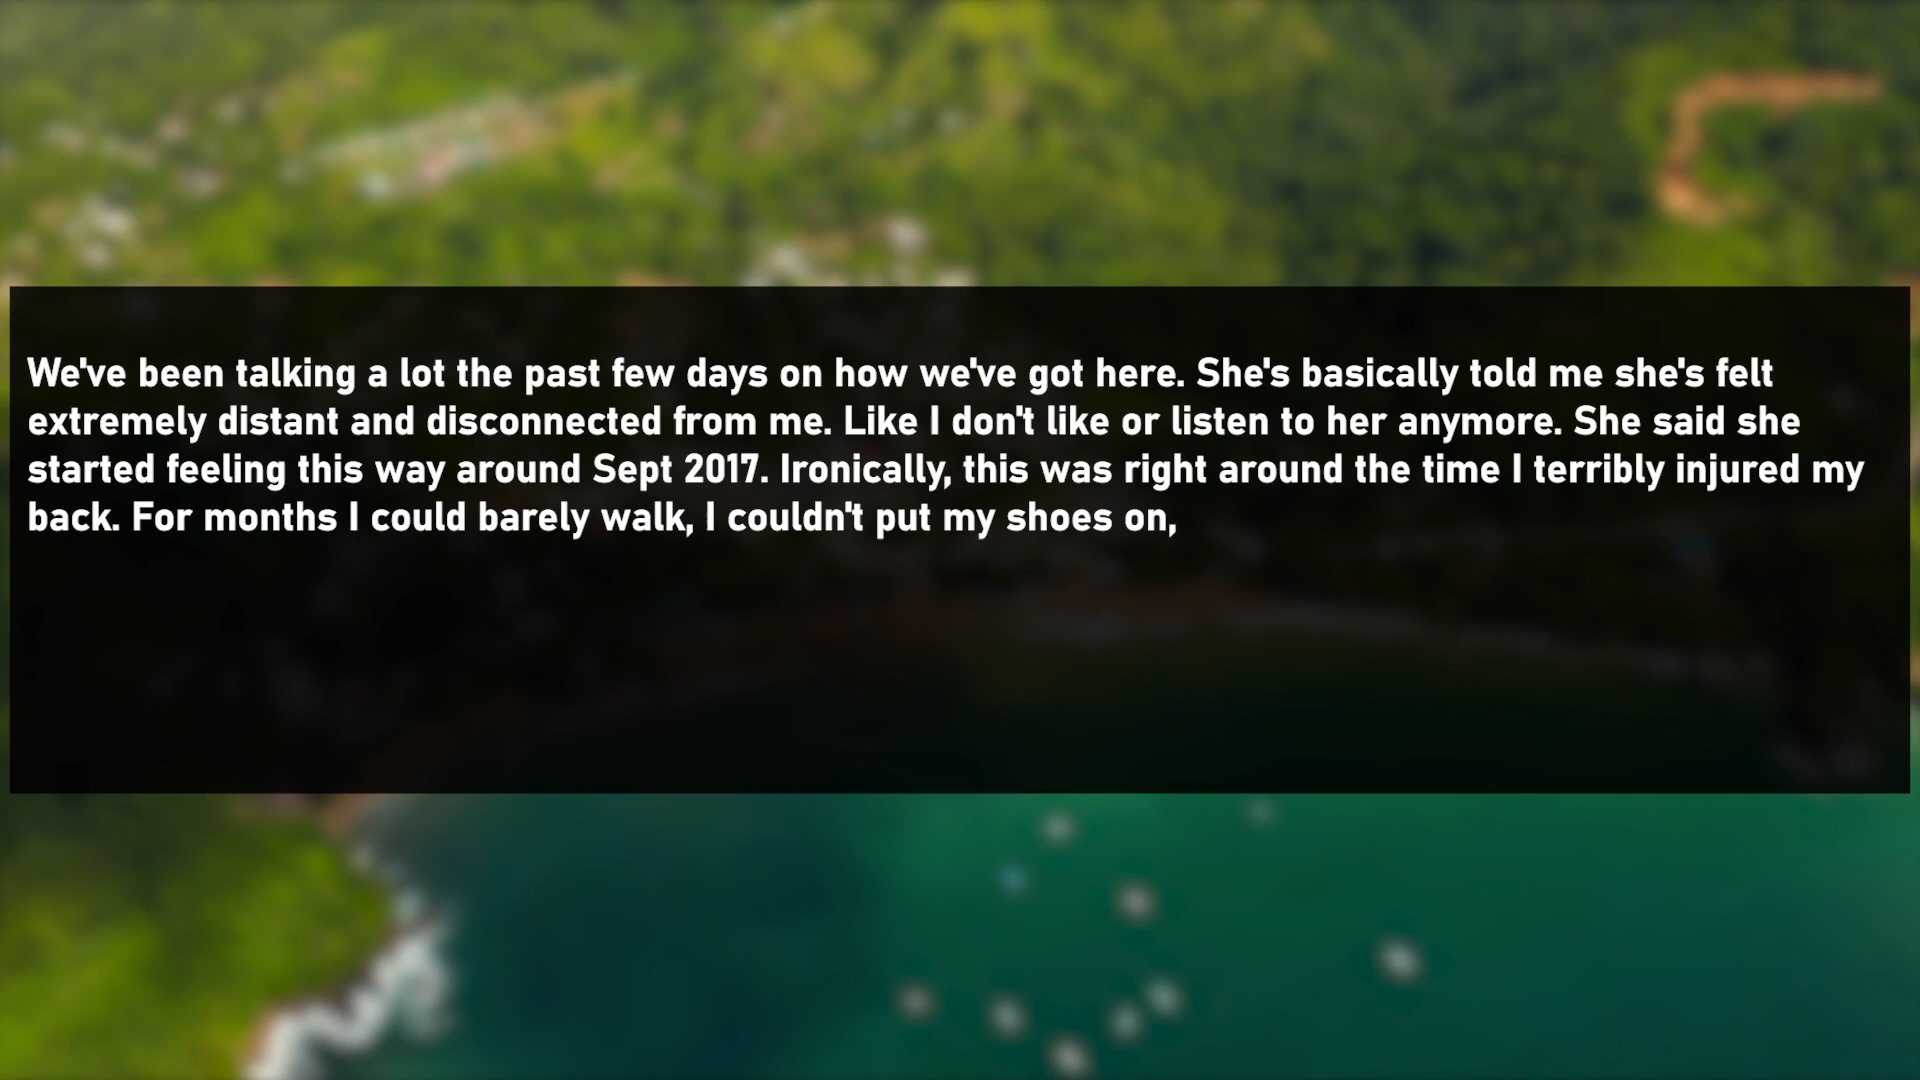 We've been talking a lot the past few days on how we've got here. She's basically told me she's felt
extremely distant and disconnected from me. Like I don't like or listen to her anymore. She said she
started feeling this way around Sept 2017. Ironically, this was right around the time I terribly injured my
back. For months I could barely walk, I couldn't put my shoes on,